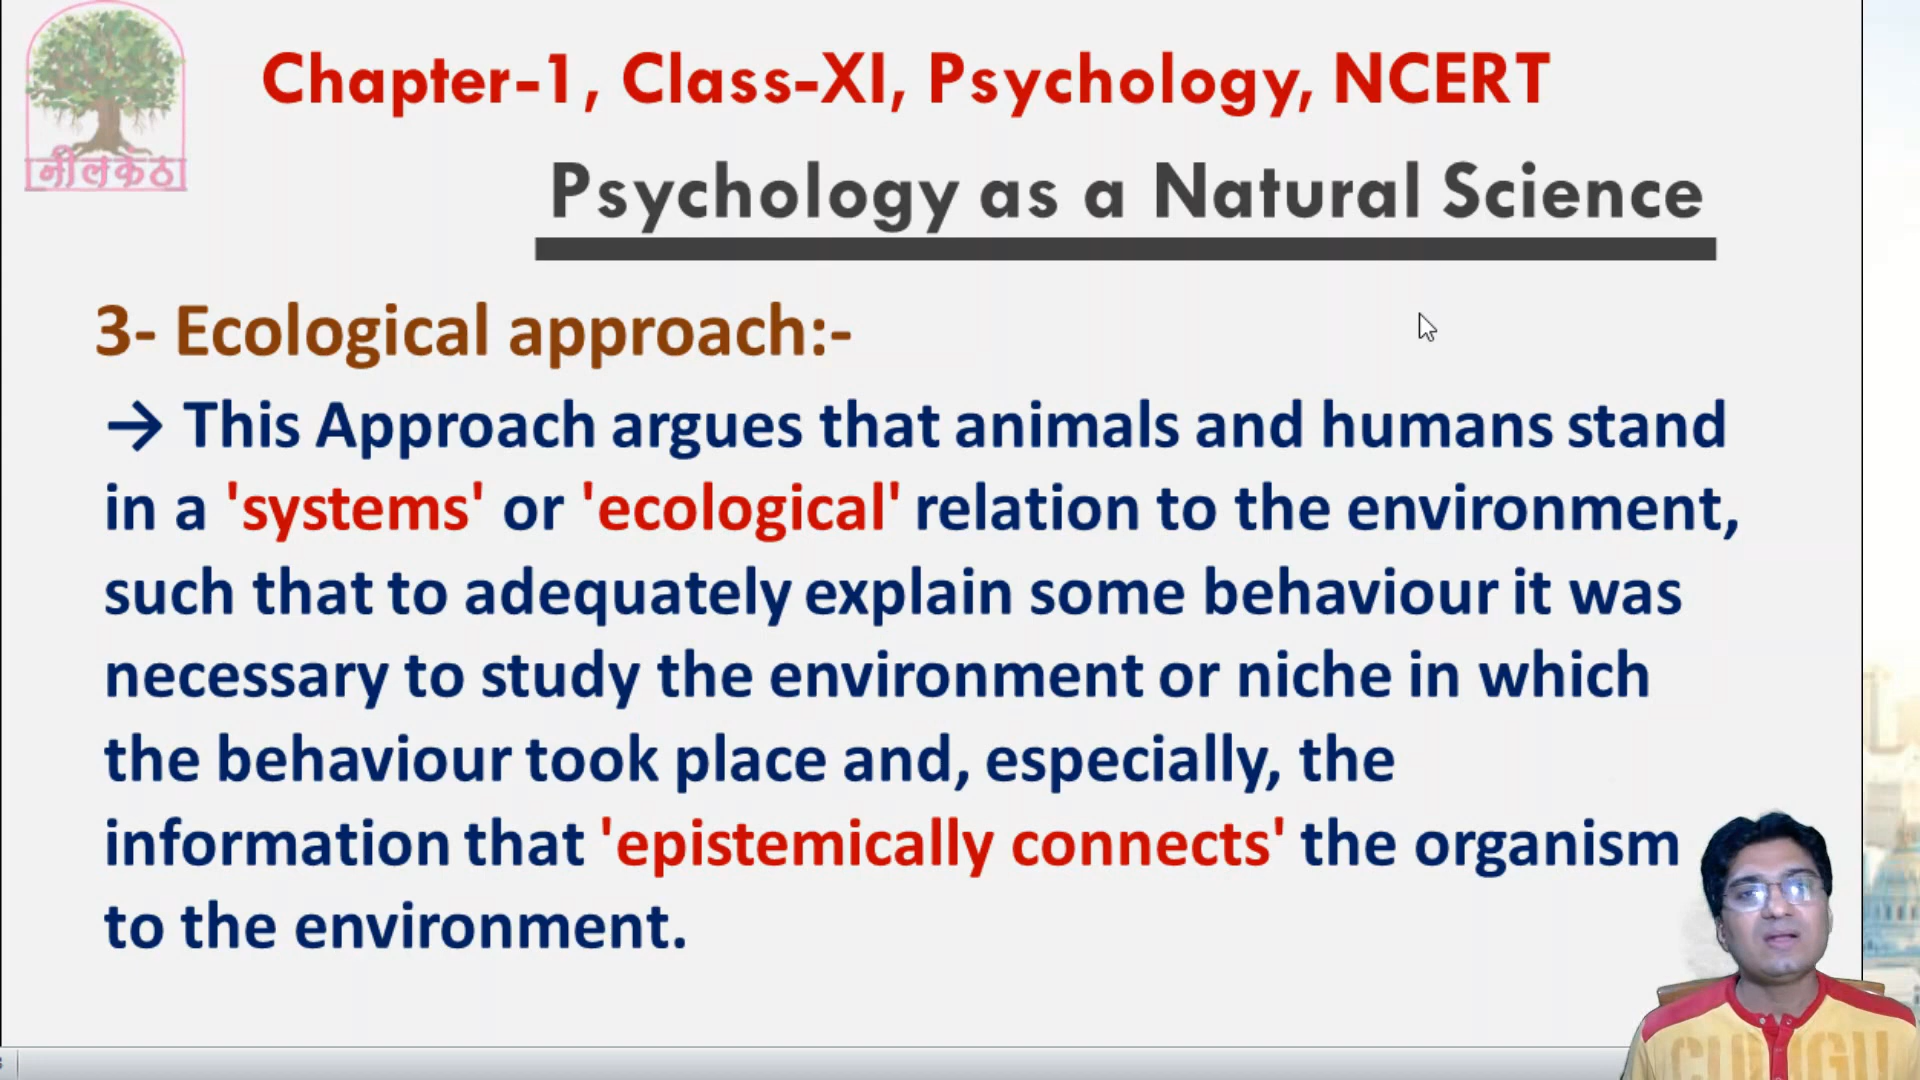 नीलकंठ
Chapter-1, Class-XI, Psychology, NCERT
Psychology as a Natural Science
3- Ecological approach:-
→ This Approach argues that animals and humans stand
in a 'systems' or 'ecological' relation to the environment,
such that to adequately explain some behaviour it was
necessary to study the environment or niche in which
the behaviour took place and, especially, the
information that 'epistemically connects' the organism
to the environment.